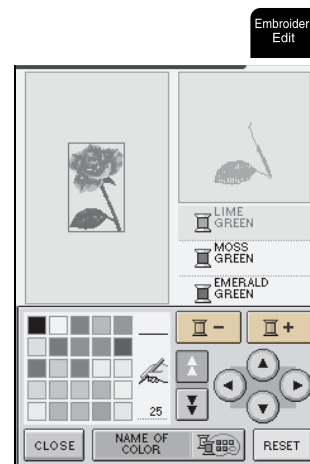 Embroider
Edit
LIME
GREEN
MOSS
GREEN
EMERALD
GREEN
25
CLOSE
NAME OF
COLOR
RESET